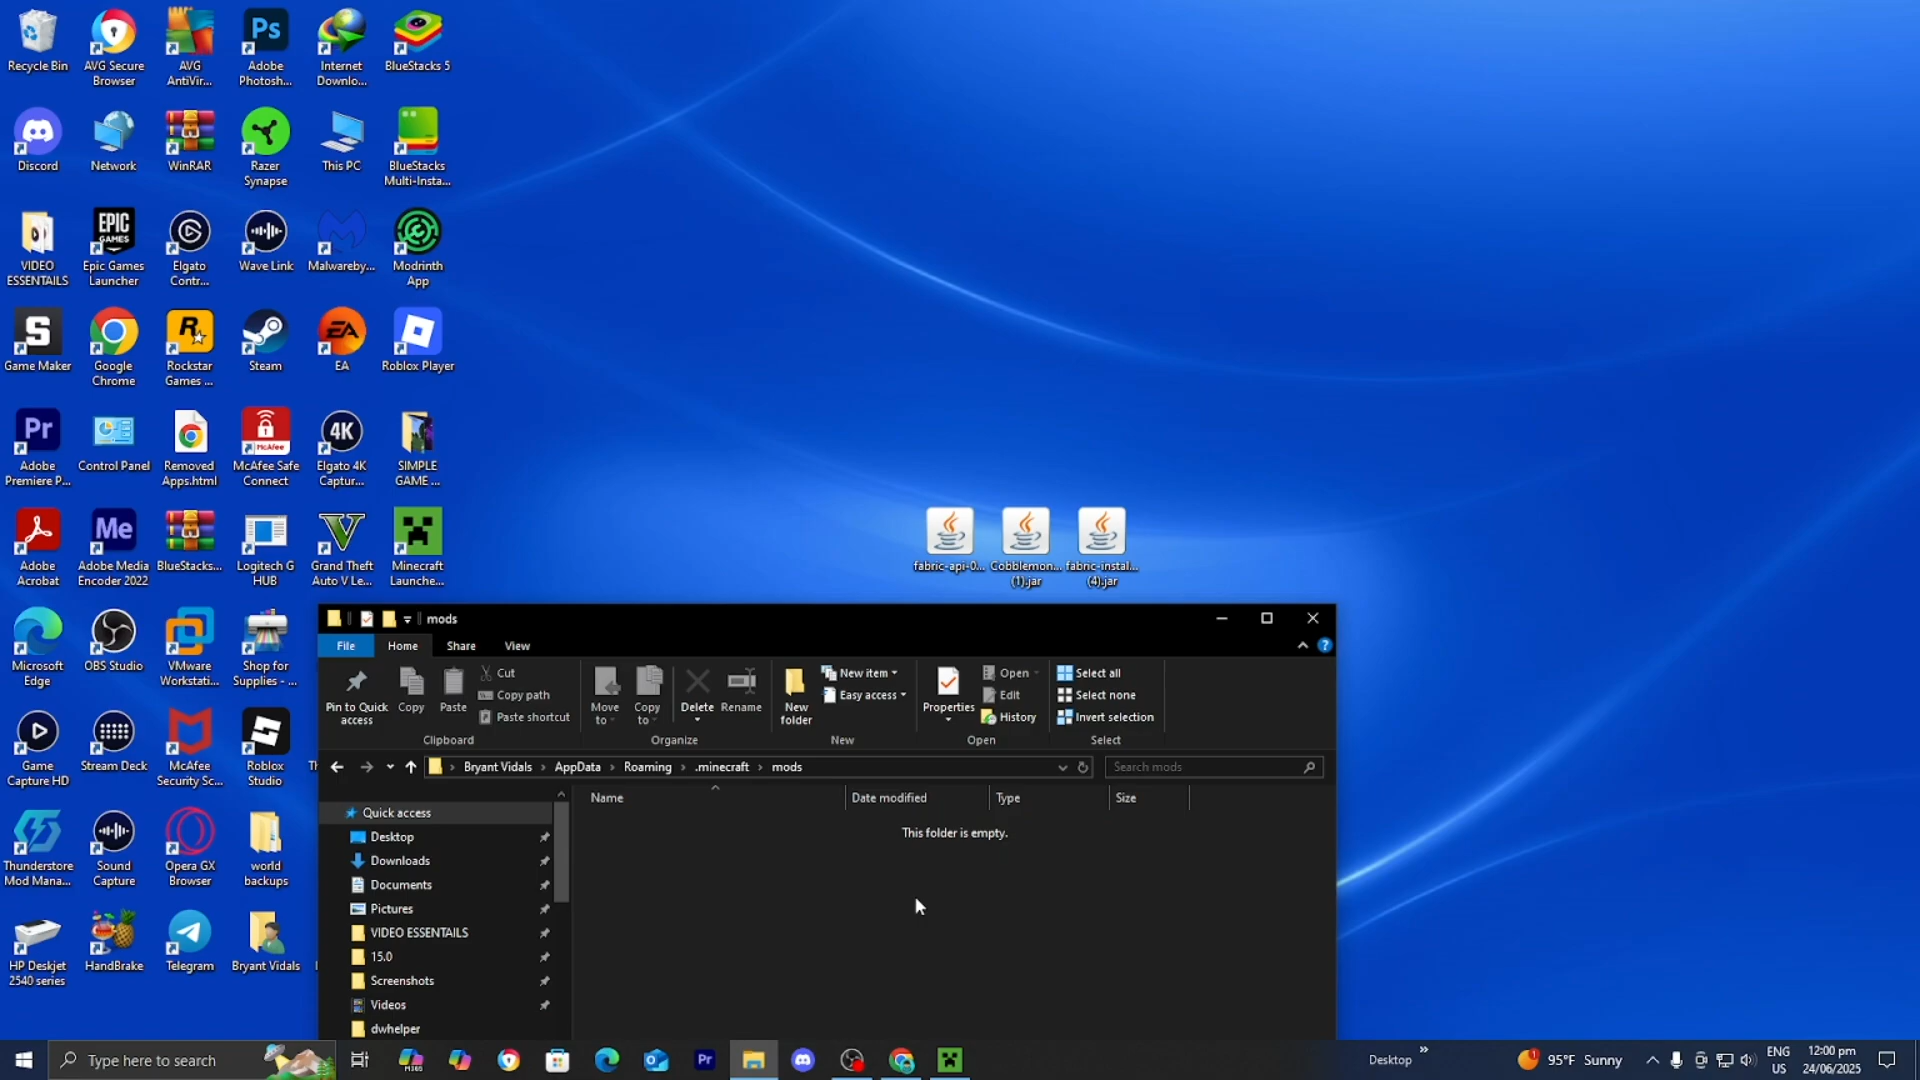 Recycle Bin
AVG Secure Browser
AVG AntiVir...
Adobe Photosh...
Internet Downlo...
BlueStacks 5
Discord
Network
WinRAR
Razer Synapse
This PC
BlueStacks Multi-Insta...
VIDEO ESSENTAILS
Epic Games Launcher
Elgato Contr...
Wave Link
Malwareby...
Modrinth App
Game Maker
Google Chrome
Rockstar Games ...
Steam
EA
Roblox Player
Adobe Premiere P...
Control Panel
Removed Apps.html
McAfee Safe Connect
Elgato 4K Captur...
SIMPLE GAME ...
Adobe Acrobat
Adobe Media Encoder 2022
BlueStacks...
Logitech G HUB
Grand Theft Auto V Le...
Minecraft Launche...
fabric-api-0...
Cobblemon... (1).jar
fabric-instal... (4).jar
Microsoft Edge
OBS Studio
VMware Workstati...
Shop for Supplies - ...
Game Capture HD
Stream Deck
McAfee Security Sc...
Roblox Studio
Thunderstore Mod Mana...
Sound Capture
Opera GX Browser
world backups
HP Deskjet 2540 series
HandBrake
Telegram
Bryant Vidals
mods
File Home Share View
Pin to Quick access
Copy
Paste
Cut
Copy path
Paste shortcut
Clipboard
Move to
Copy to
Delete
Rename
Organize
New folder
New item
Easy access
New
Properties
Open
Edit
History
Open
Select all
Select none
Invert selection
Select
Bryant Vidals > AppData > Roaming > .minecraft > mods
Search mods
Name Date modified Type Size
This folder is empty.
Quick access
Desktop
Downloads
Documents
Pictures
VIDEO ESSENTAILS
15.0
Screenshots
Videos
dwhelper
Type here to search
Desktop
95°F Sunny
ENG
US
12:00 pm
24/06/2025